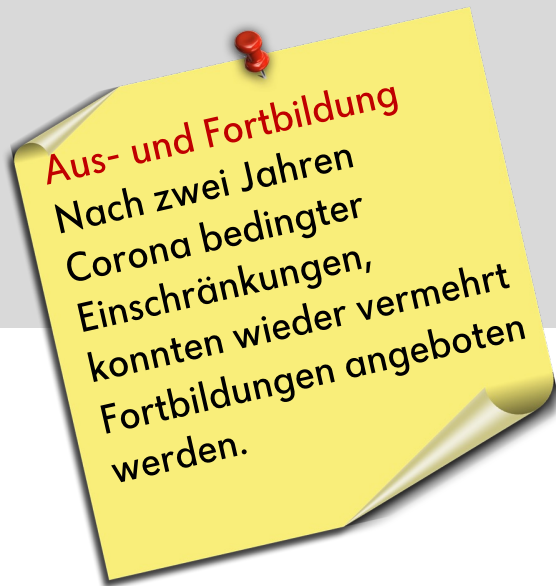 Aus- und Fortbildung
Nach zwei Jahren
Corona bedingter
Einschränkungen,
konnten wieder vermehrt
Fortbildungen angeboten
werden.